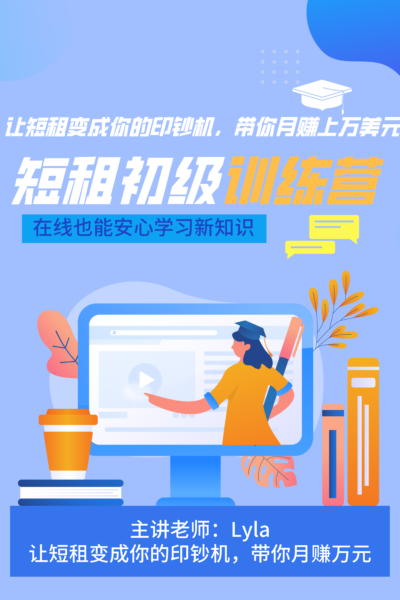 让短租变成你的印钞机，带你月赚上万美元
短租初级训练营
在线也能安心学习新知识
主讲老师：Lyla
让短租变成你的印钞机，带你月赚万元